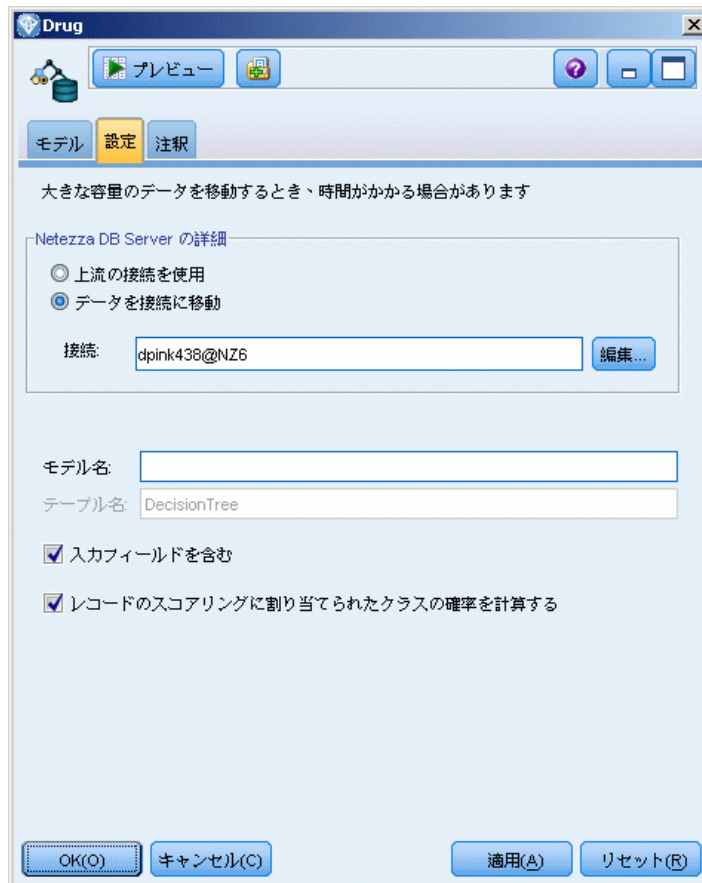 Drug
プレビュー
モデル 設定 注釈
大きな容量のデータを移動するとき、時間がかかる場合があります
Netezza DB Server の詳細
上流の接続を使用
データを接続に移動
接続: dpink438@NZ6 編集...
モデル名:
テーブル名: DecisionTree
入力フィールドを含む
レコードのスコアリングに割り当てられたクラスの確率を計算する
OK(O) キャンセル(C) 適用(A) リセット(R)